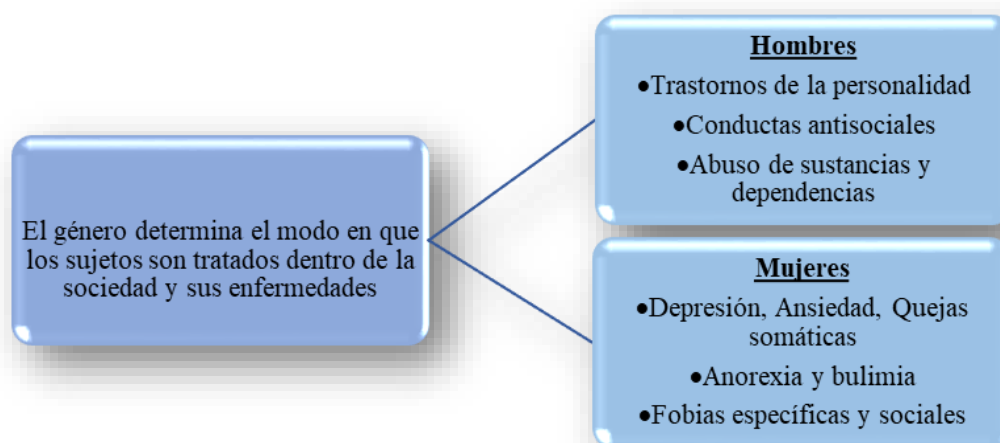 El género determina el modo en que
los sujetos son tratados dentro de la
sociedad y sus enfermedades
Hombres
•Trastornos de la personalidad
•Conductas antisociales
•Abuso de sustancias y
dependencias
Mujeres
•Depresión, Ansiedad, Quejas
somáticas
•Anorexia y bulimia
•Fobias específicas y sociales